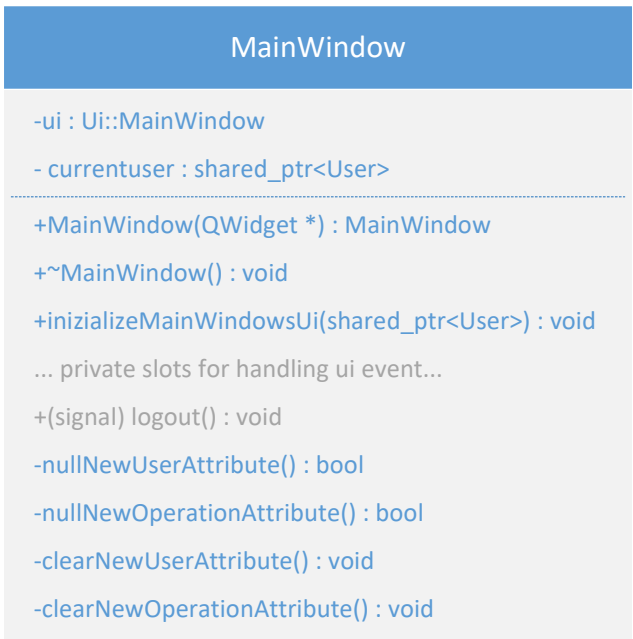 MainWindow
-ui : Ui::MainWindow
- currentuser : shared_ptr<User>
+MainWindow(QWidget *) : MainWindow
+~MainWindow() : void
+inizializeMainWindowsUi(shared_ptr<User>) : void
... private slots for handling ui event...
+(signal) logout() : void
-nullNewUserAttribute() : bool
-nullNewOperationAttribute() : bool
-clearNewUserAttribute() : void
-clearNewOperationAttribute() : void